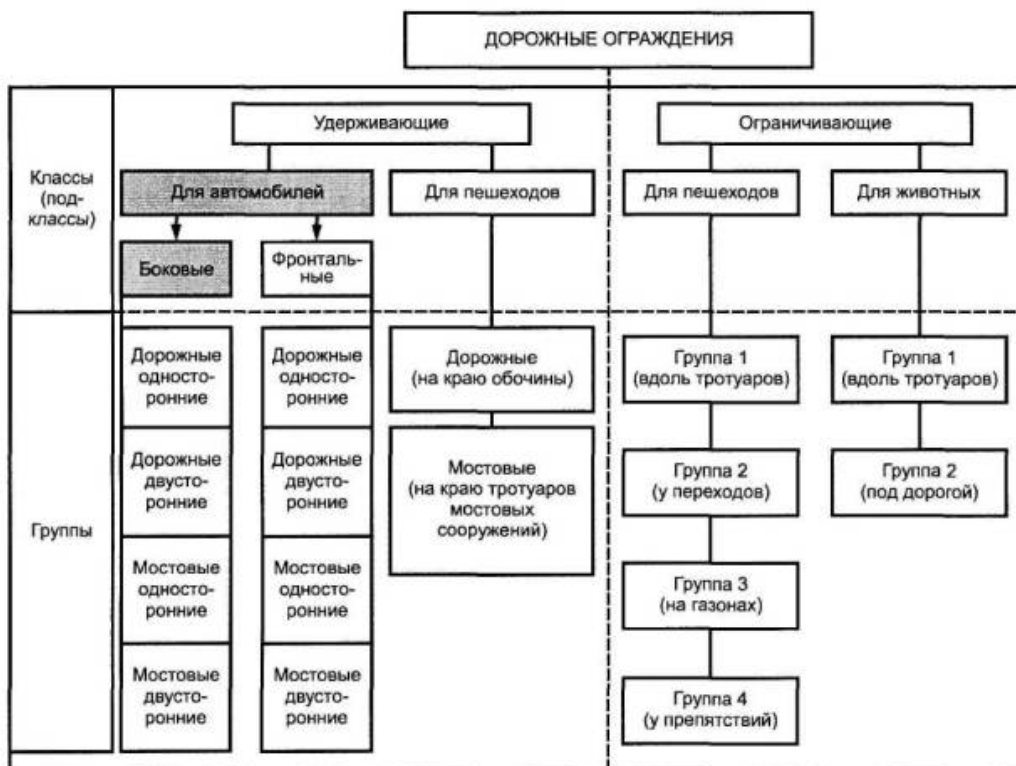 ДОРОЖНЫЕ ОГРАЖДЕНИЯ
Удерживающие
Ограничивающие
Классы
(под-
классы)
Для автомобилей
Для пешеходов
Для пешеходов
Для животных
Боковые
Фронталь-
ные
Группы
Дорожные
односто-
ронние
Дорожные
двусто-
ронние
Мостовые
односто-
ронние
Мостовые
двусто-
ронние
Дорожные
односто-
ронние
Дорожные
двусто-
ронние
Мостовые
односто-
ронние
Мостовые
двусто-
ронние
Дорожные
(на краю обочины)
Мостовые
(на краю тротуаров
мостовых
сооружений)
Группа 1
(вдоль тротуаров)
Группа 2
(у переходов)
Группа 3
(на газонах)
Группа 4
(у препятствий)
Группа 1
(вдоль тротуаров)
Группа 2
(под дорогой)